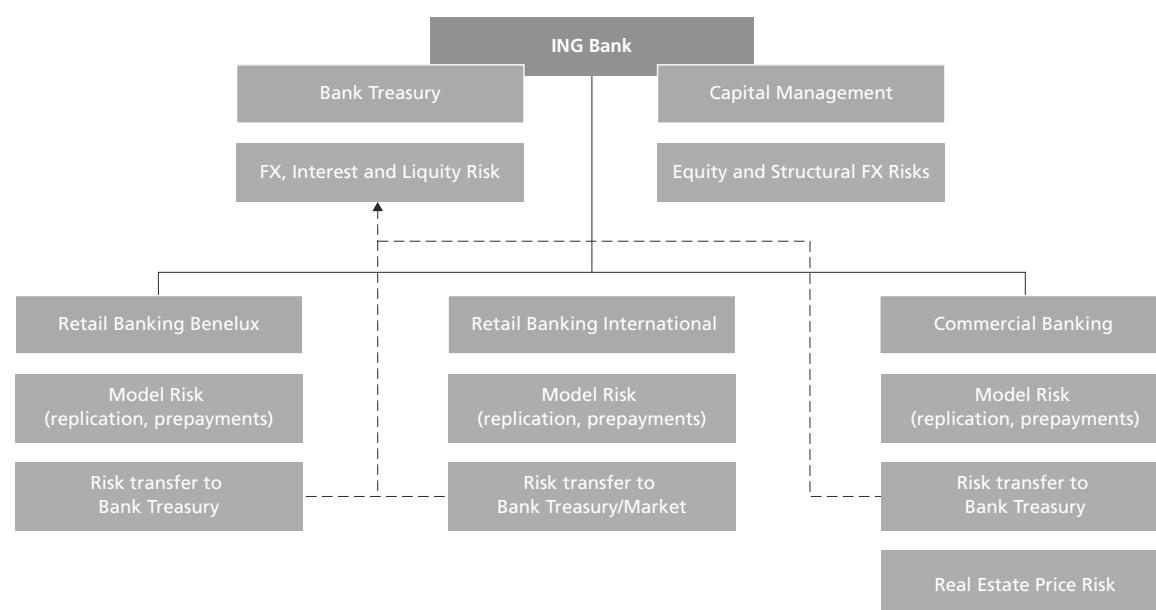 ING Bank
Bank Treasury
Capital Management
FX, Interest and Liquity Risk
Equity and Structural FX Risks
Retail Banking Benelux
Retail Banking International
Commercial Banking
Model Risk
(replication, prepayments)
Model Risk
(replication, prepayments)
Model Risk
(replication, prepayments)
Risk transfer to
Bank Treasury
Risk transfer to
Bank Treasury/Market
Risk transfer to
Bank Treasury
Real Estate Price Risk